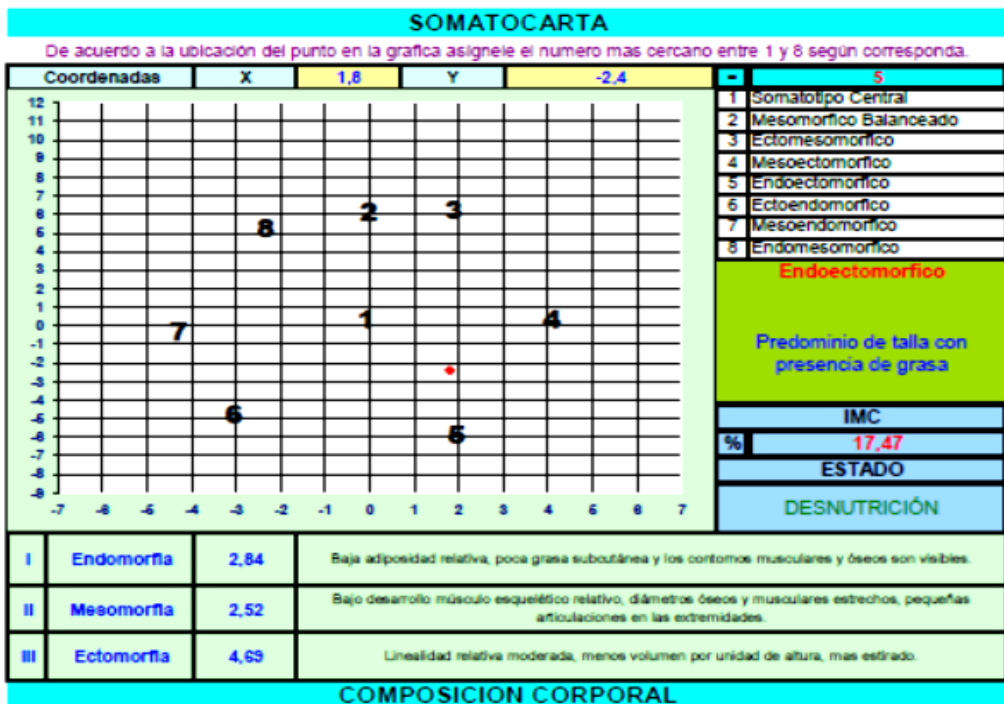 SOMATOCARTA
De acuerdo a la ubicación del punto en la grafica asignele el numero mas cercano entre 1 y 8 según corresponda.
Coordenadas X 1,8 Y -2,4 - 5
1 Somatotipo Central
2 Mesomorfico Balanceado
3 Ectomesomorfico
4 Mesoectomorfico
5 Endoectomorfico
6 Ectoendomorfico
7 Mesoendomorfico
8 Endomesomorfico
Endoectomorfico
Predominio de talla con
presencia de grasa
IMC
% 17,47
ESTADO
DESNUTRICIÓN
12
11
10
9
8
7
6
5
4
3
2
1
0
-1
-2
-3
-4
-5
-6
-7
-8
-9
-7 -6 -5 -4 -3 -2 -1 0 1 2 3 4 5 6 7
2 3
8
1 4
7
6
5
I Endomorfia 2,84 Baja adiposidad relativa, poca grasa subcutánea y los contornos musculares y óseos son visibles.
II Mesomorfia 2,52 Bajo desarrollo músculo esquelético relativo, diámetros óseos y musculares estrechos, pequeñas
articulaciones en las extremidades.
III Ectomorfia 4,69 Linealidad relativa moderada, menos volumen por unidad de altura, mas estirado.
COMPOSICION CORPORAL